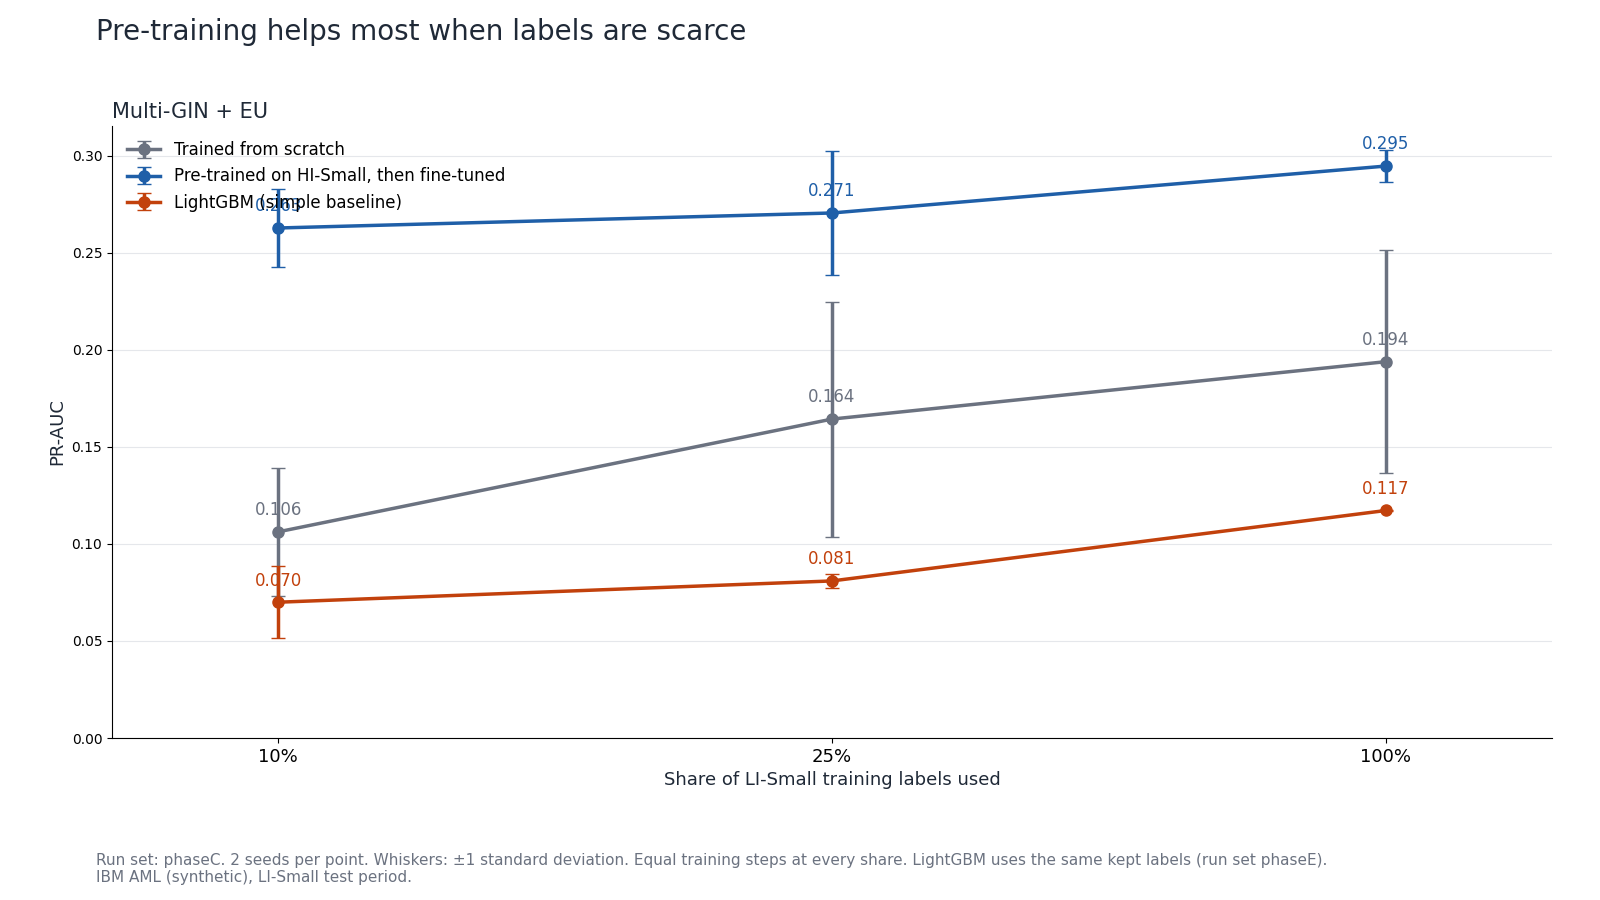 Pre-training helps most when labels are scarce
Multi-GIN + EU
Trained from scratch
Pre-trained on HI-Small, then fine-tuned
LightGBM (simple baseline)
0.30
0.25
0.20
0.15
0.10
0.05
0.00
PR-AUC
0.263
0.271
0.295
0.106
0.164
0.194
0.070
0.081
0.117
10%
25%
100%
Share of LI-Small training labels used
Run set: phaseC. 2 seeds per point. Whiskers: ±1 standard deviation. Equal training steps at every share. LightGBM uses the same kept labels (run set phaseE).
IBM AML (synthetic), LI-Small test period.